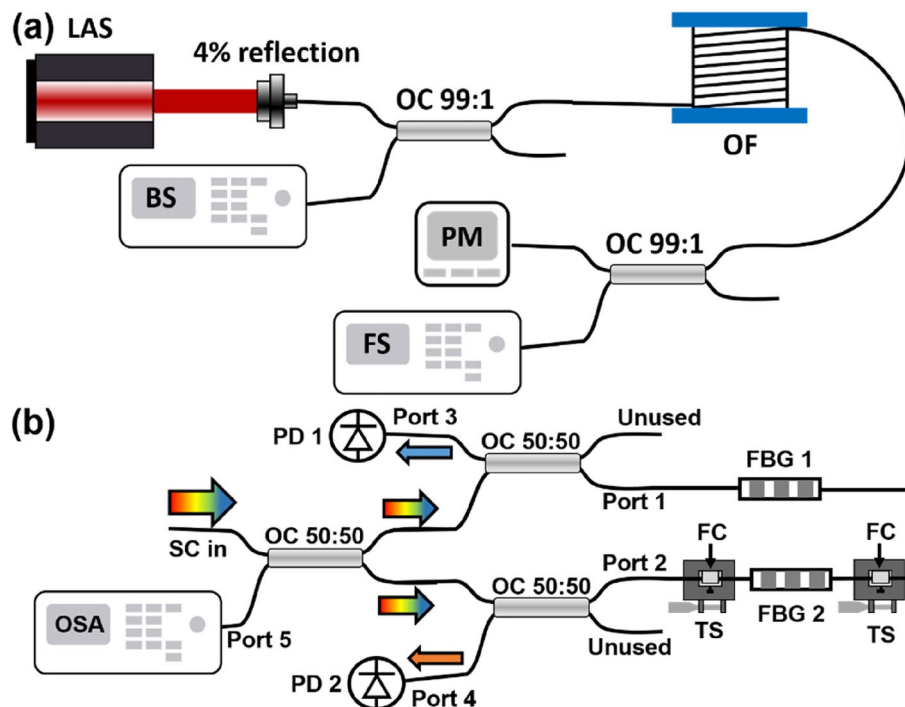 (a) LAS
4% reflection
OC 99:1
OF
BS
PM
OC 99:1
FS
(b)
PD 1
Port 3
OC 50:50
Unused
FBG 1
Port 1
SC in
OC 50:50
FC
FC
Port 2
OC 50:50
FBG 2
TS
TS
OSA
Port 5
Unused
PD 2
Port 4